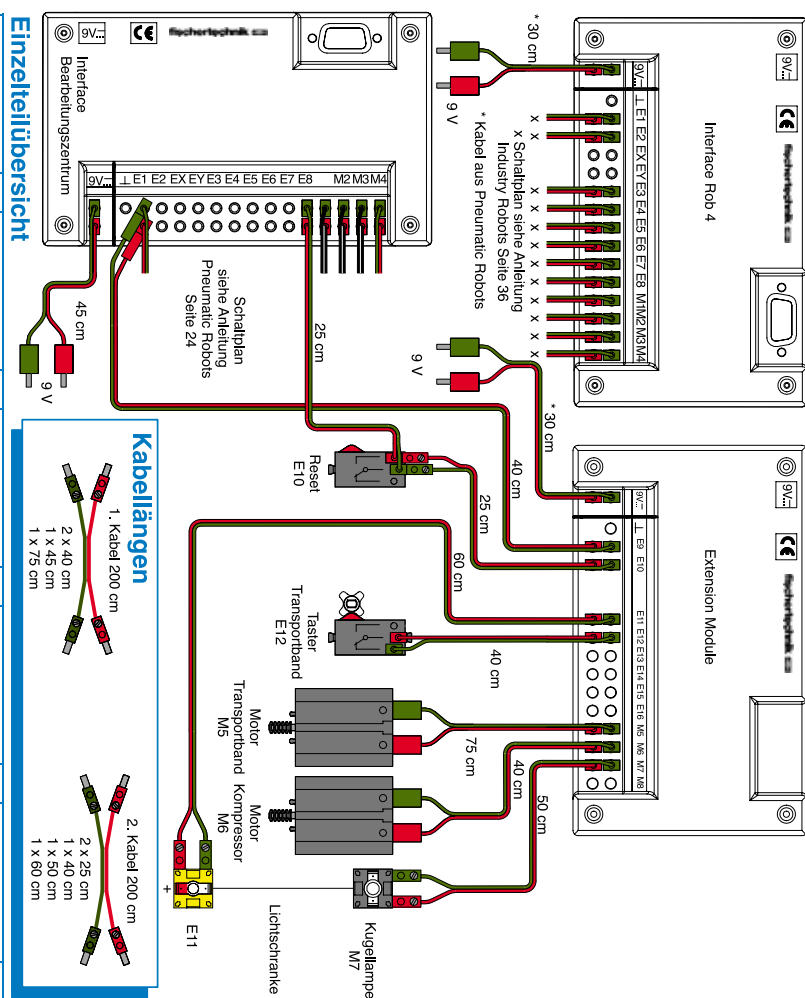 Interface Rob 4
fischertechnik
CE
9V
9V
⊥ E1 E2 EX EY E3 E4 E5 E6 E7 E8 M1 M2 M3 M4
* 30 cm
9 V
x x x x x x x x x x x x
x Schaltplan siehe Anleitung
Industry Robots Seite 36
* Kabel aus Pneumatic Robots
Extension Module
fischertechnik
CE
9V
9V
⊥ E9 E10 E11 E12 E13 E14 E15 E16 M5 M6 M7 M8
9 V
* 30 cm
40 cm
25 cm
60 cm
40 cm
75 cm
40 cm
50 cm
fischertechnik
CE
9V
Interface
Bearbeitungszentrum
9V
⊥ E1 E2 EX EY E3 E4 E5 E6 E7 E8 M2 M3 M4
45 cm
9 V
Schaltplan
siehe Anleitung
Pneumatic Robots
Seite 24
25 cm
Reset
E10
Taster
Transportband
E12
Motor
Transportband
M5
Motor
Kompressor
M6
Kugellampe
M7
Lichtschranke
+
E11
Kabellängen
1. Kabel 200 cm
2 x 40 cm
1 x 45 cm
1 x 75 cm
2. Kabel 200 cm
2 x 25 cm
1 x 40 cm
1 x 50 cm
1 x 60 cm
Einzelteilübersicht